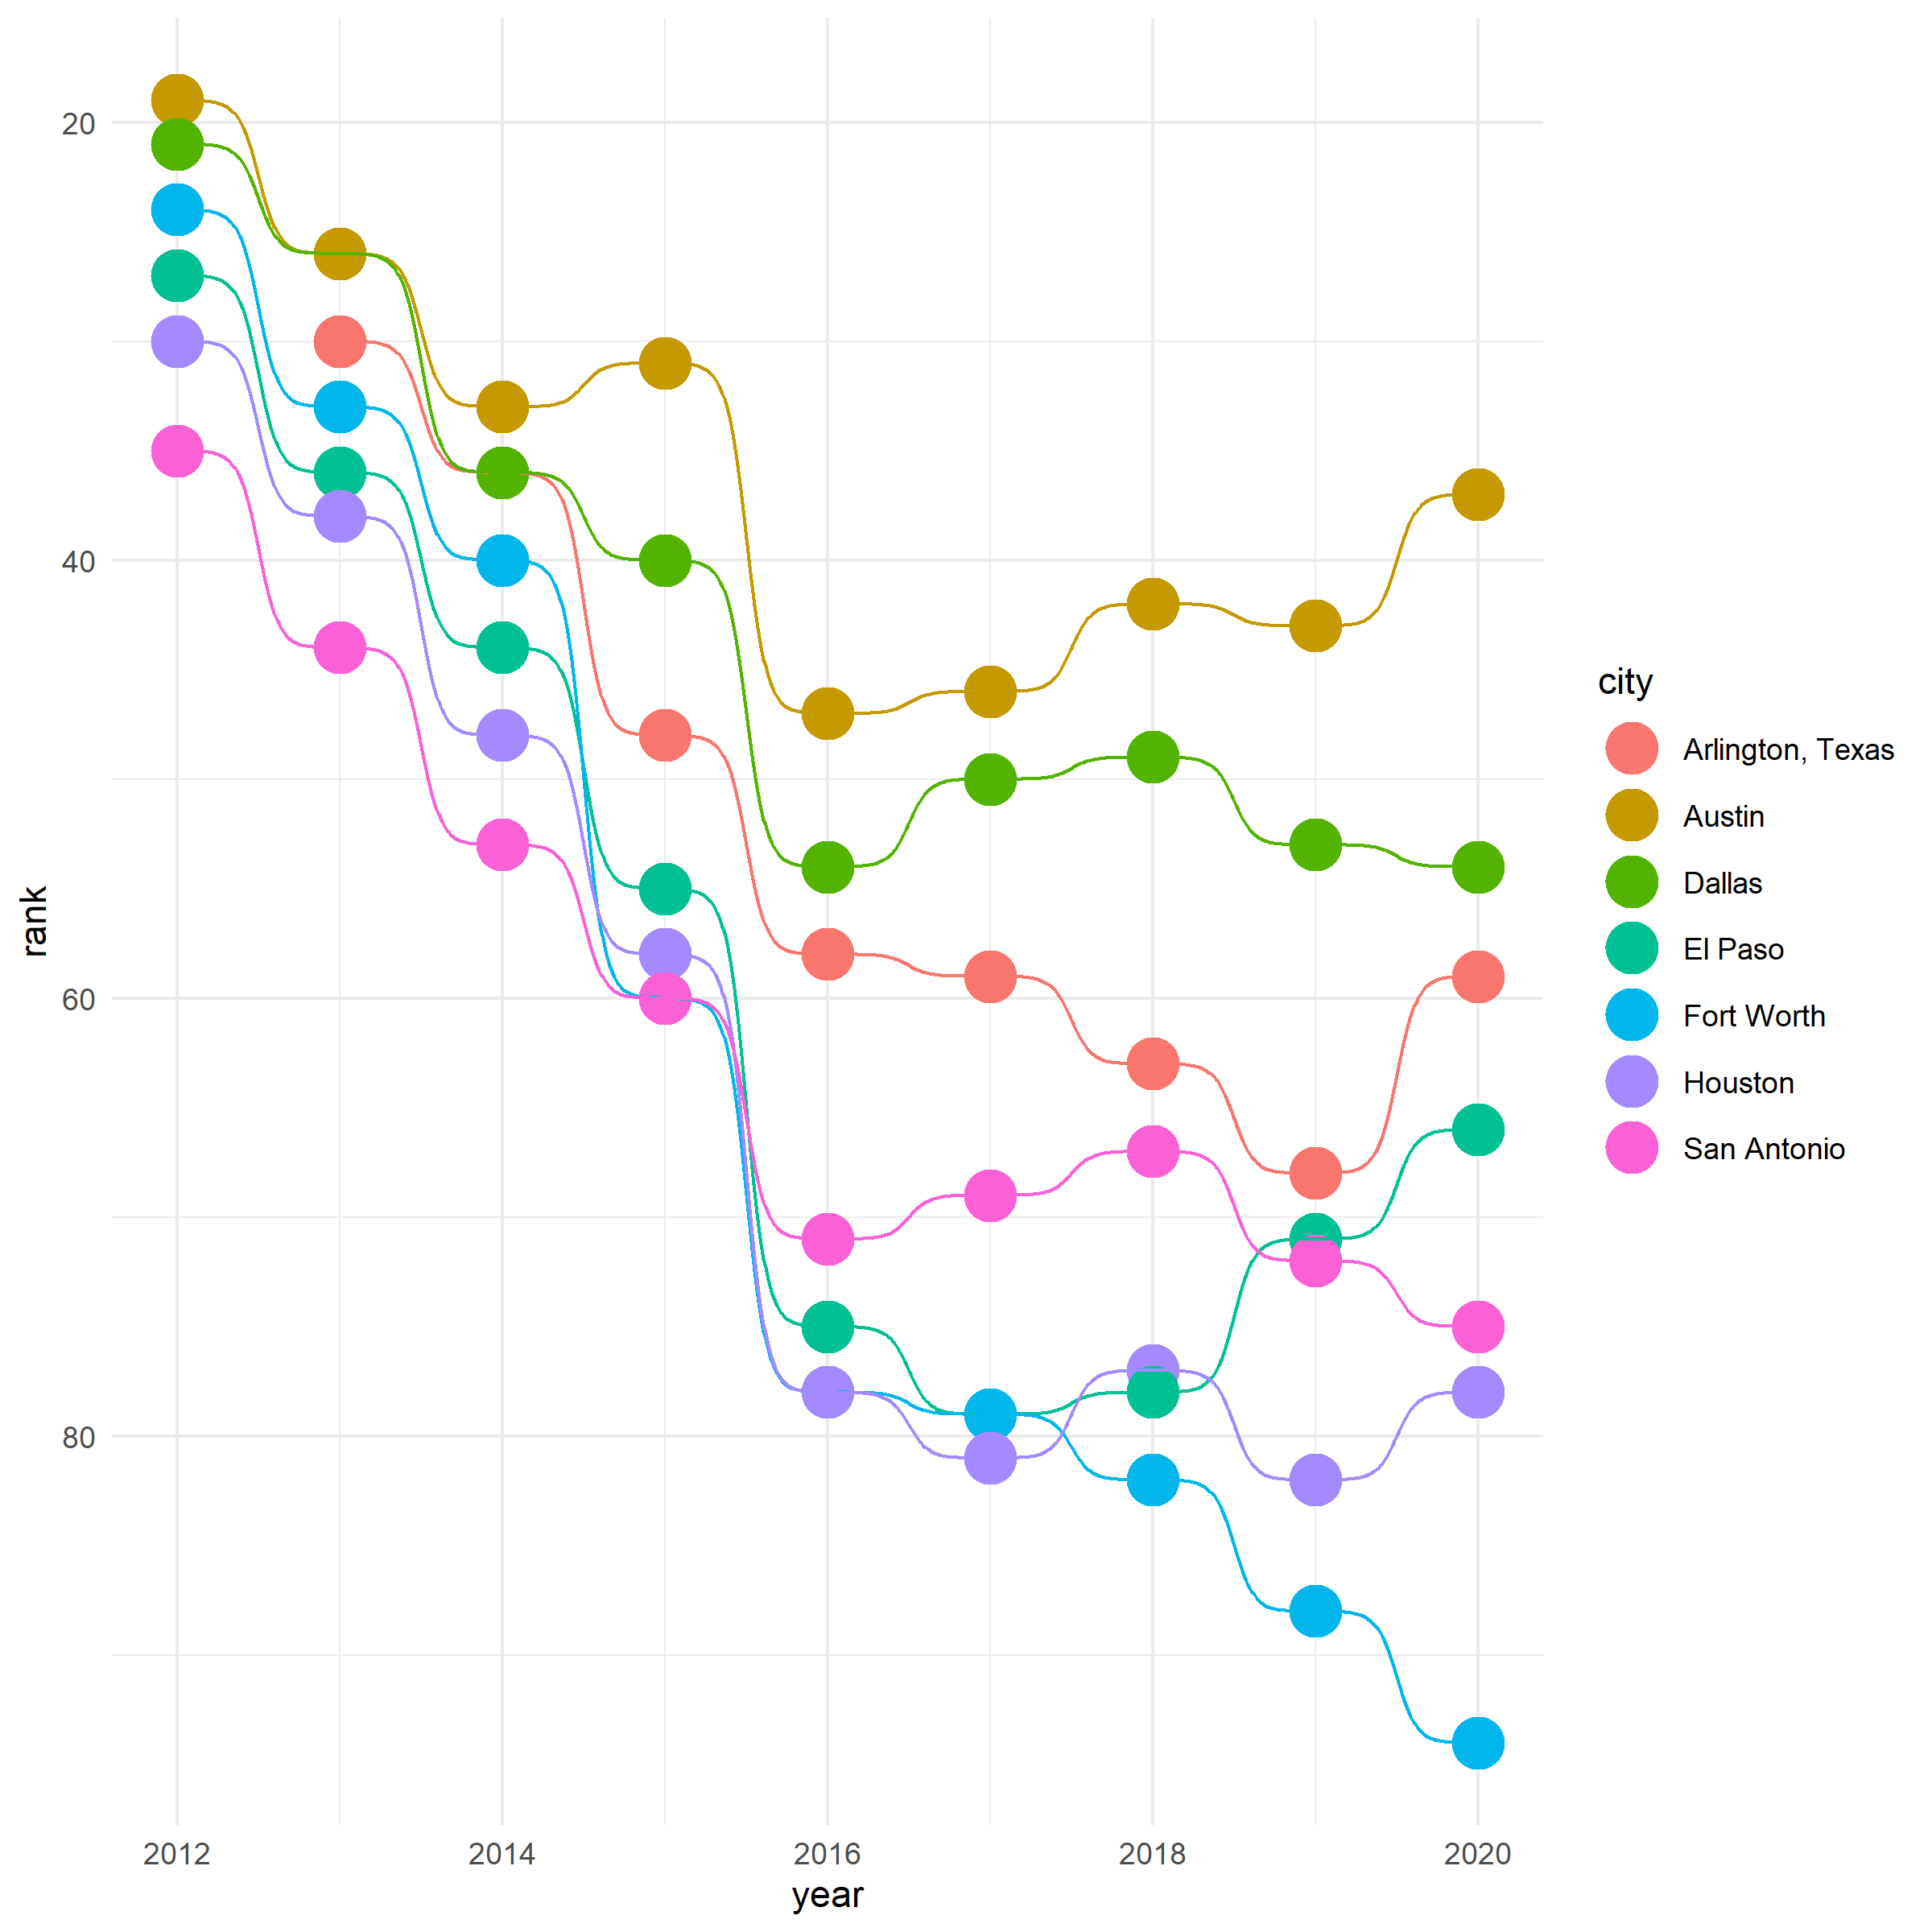 20
40
60
80
rank
2012
2014
2016
2018
2020
year
city
Arlington, Texas
Austin
Dallas
El Paso
Fort Worth
Houston
San Antonio